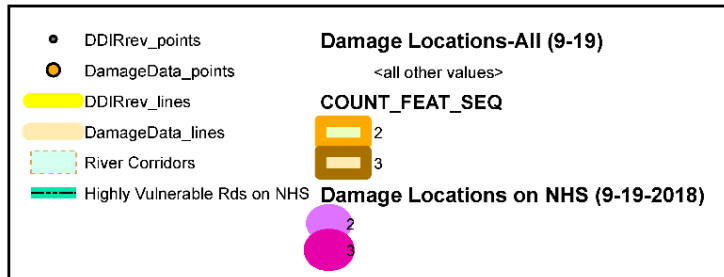 DDIRrev_points
DamageData_points
DDIRrev_lines
DamageData_lines
River Corridors
Highly Vulnerable Rds on NHS
Damage Locations-All (9-19)
<all other values>
COUNT_FEAT_SEQ
2
3
Damage Locations on NHS (9-19-2018)
2
3